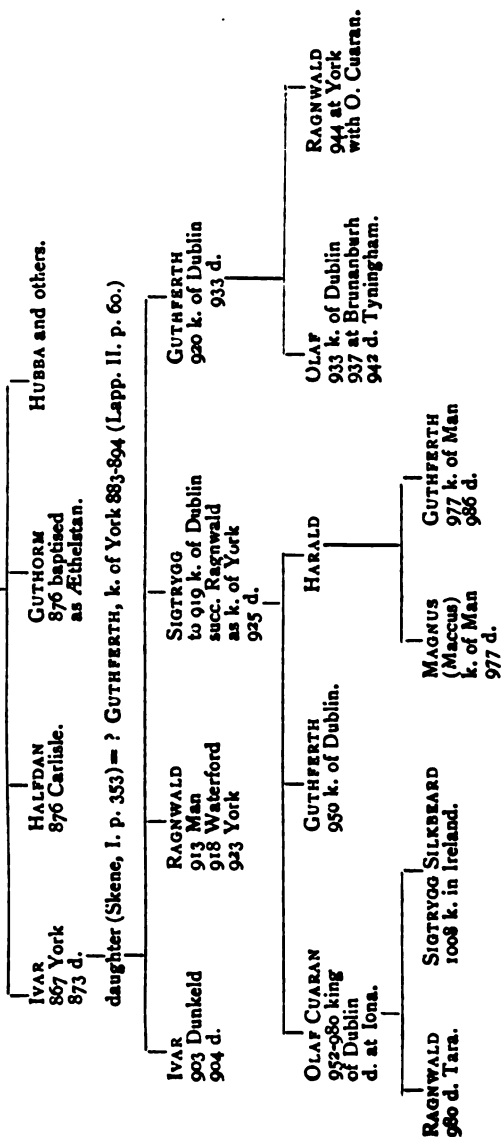 IVAR
867 York
873 d.
HALFDAN
876 Carlisle.
GUTHORM
876 baptised
as Æthelstan.
HUBBA and others.
daughter (Skene, I. p. 353) = ? GUTHFERTH, k. of York 883-894 (Lapp. II. p. 60.)
IVAR
903 Dunkeld
904 d.
RAGNWALD
913 Man
918 Waterford
923 York
SIGTRYGG
to 919 k. of Dublin
succ. Ragnwald
as k. of York
925 d.
GUTHFERTH
920 k. of Dublin
933 d.
OLAF CUARAN
952-980 king
of Dublin
d. at Iona.
GUTHFERTH
950 k. of Dublin.
HARALD
OLAF
933 k. of Dublin
937 at Brunanburh
942 d. Tyningham.
RAGNWALD
944 at York
with O. Cuaran.
RAGNWALD
980 d. Tara.
SIGTRYGG SILKBEARD
1008 k. in Ireland.
MAGNUS
(Maccus)
k. of Man
977 d.
GUTHFERTH
977 k. of Man
986 d.